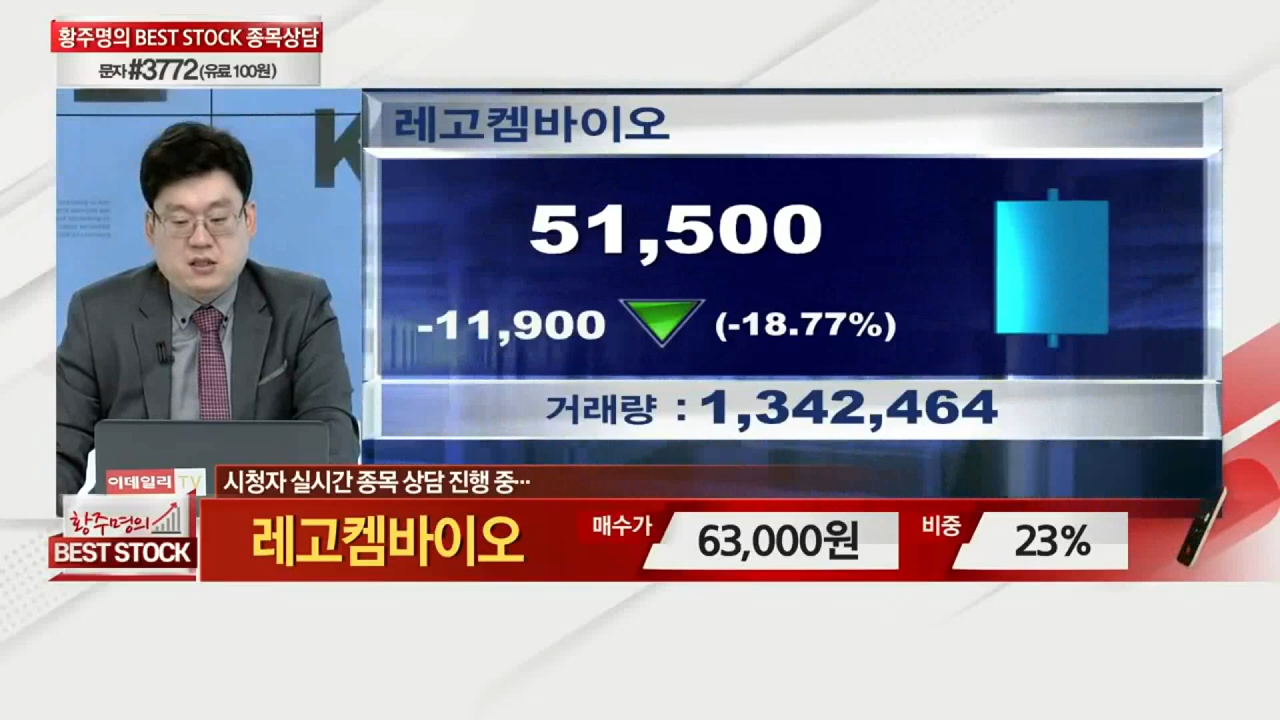 황주명의 BEST STOCK 종목상담
문자 #3772 (유료 100원)
K
레고켐바이오
51,500
-11,900 (-18.77%)
거래량 : 1,342,464
이데일리 TV
시청자 실시간 종목 상담 진행 중...
황주명의
BEST STOCK
레고켐바이오 매수가 63,000원 비중 23%